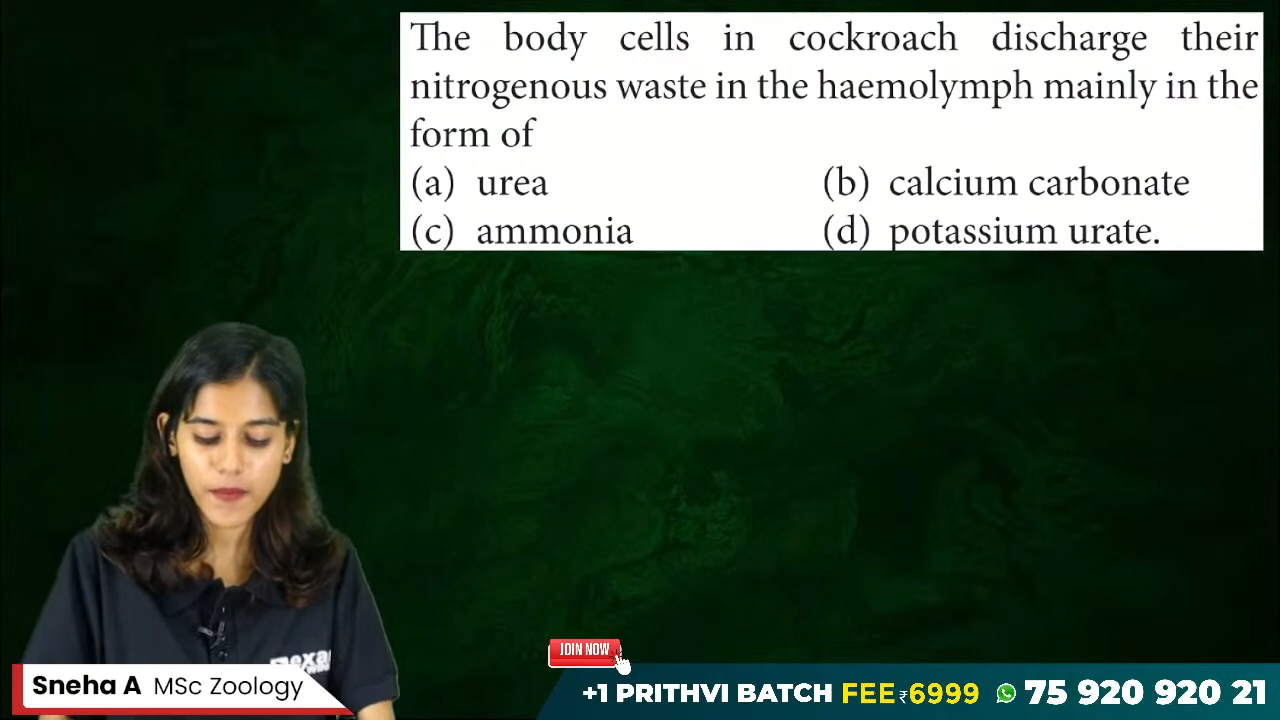 The body cells in cockroach discharge their
nitrogenous waste in the haemolymph mainly in the
form of
(a) urea (b) calcium carbonate
(c) ammonia (d) potassium urate.
JOIN NOW
Sneha A MSc Zoology
+1 PRITHVI BATCH FEE ₹6999 75 920 920 21